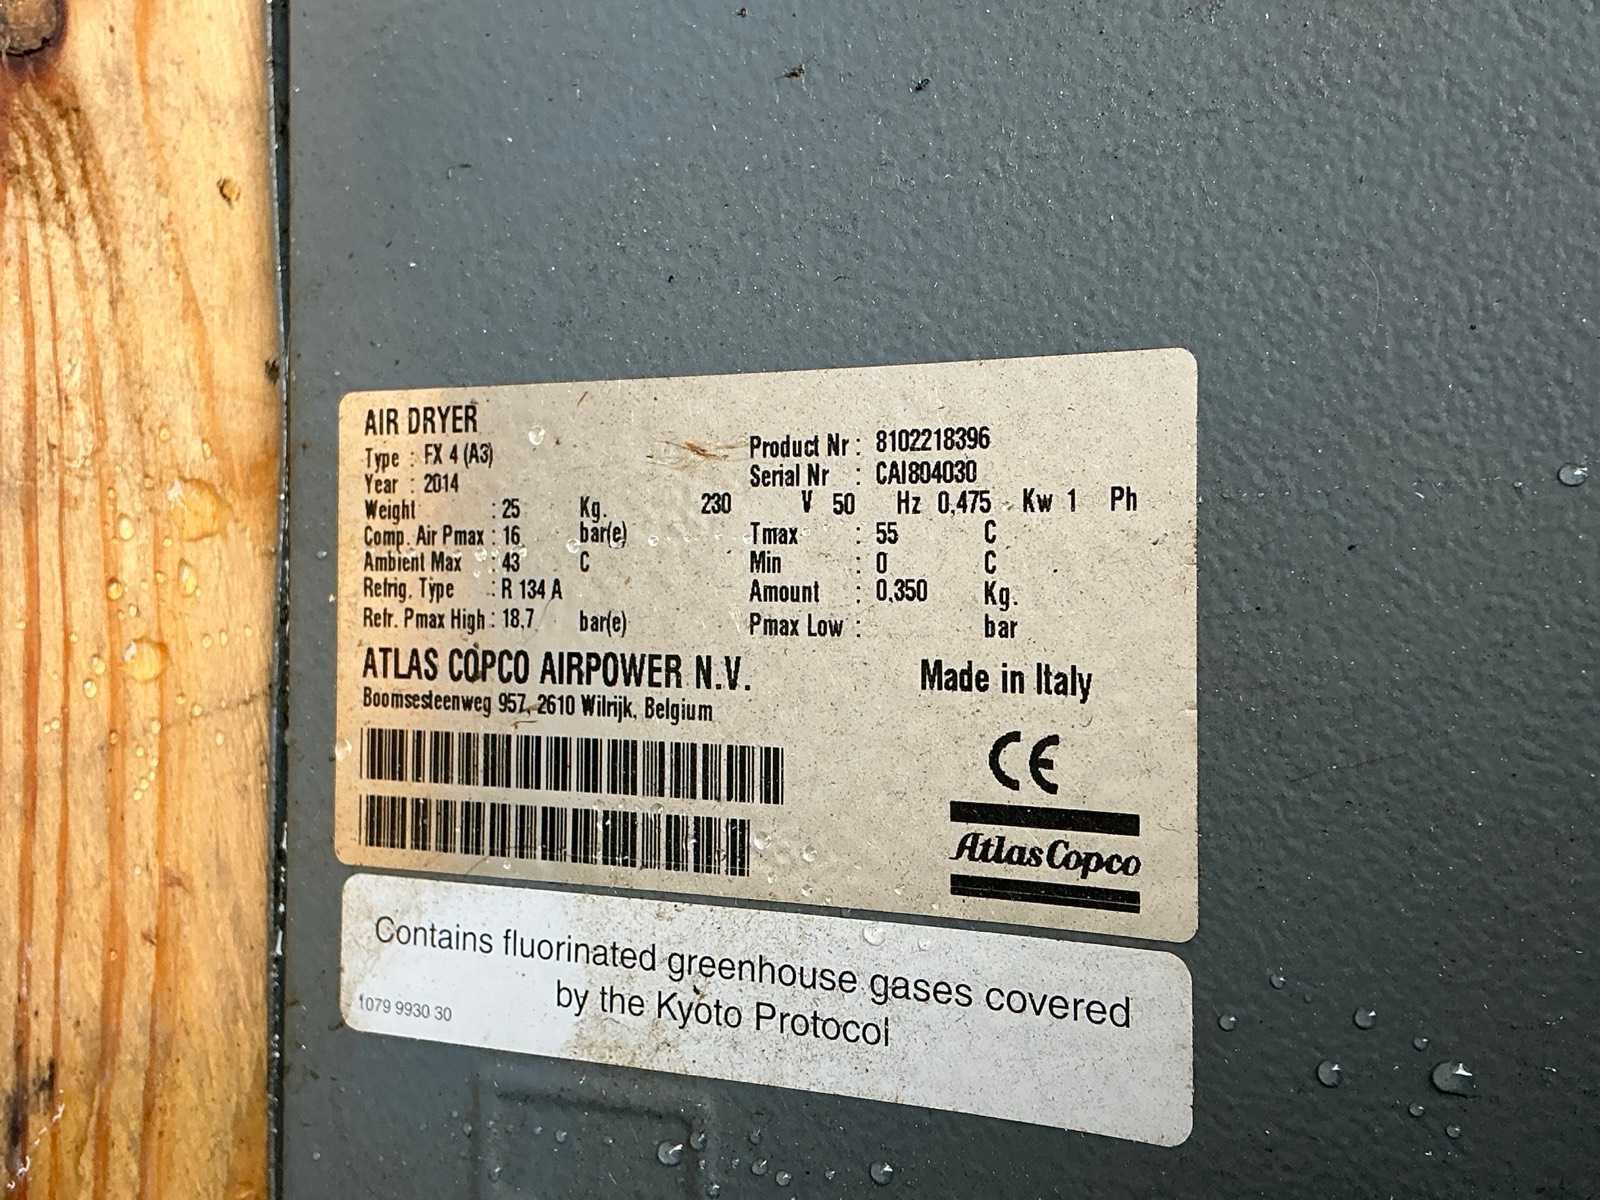 AIR DRYER
Type : FX 4 (A3)
Product Nr : 8102218396
Year : 2014
Serial Nr : CAI804030
Weight : 25 Kg.
230 V 50 Hz 0,475 Kw 1 Ph
Comp. Air Pmax : 16 bar(e)
Tmax : 55 C
Ambient Max : 43 C
Min : 0 C
Refrig. Type : R 134 A
Amount : 0,350 Kg.
Refr. Pmax High : 18,7 bar(e)
Pmax Low : bar
ATLAS COPCO AIRPOWER N.V.
Made in Italy
Boomsesteenweg 957, 2610 Wilrijk, Belgium
CE
Atlas Copco
Contains fluorinated greenhouse gases covered
by the Kyoto Protocol
1079 9930 30